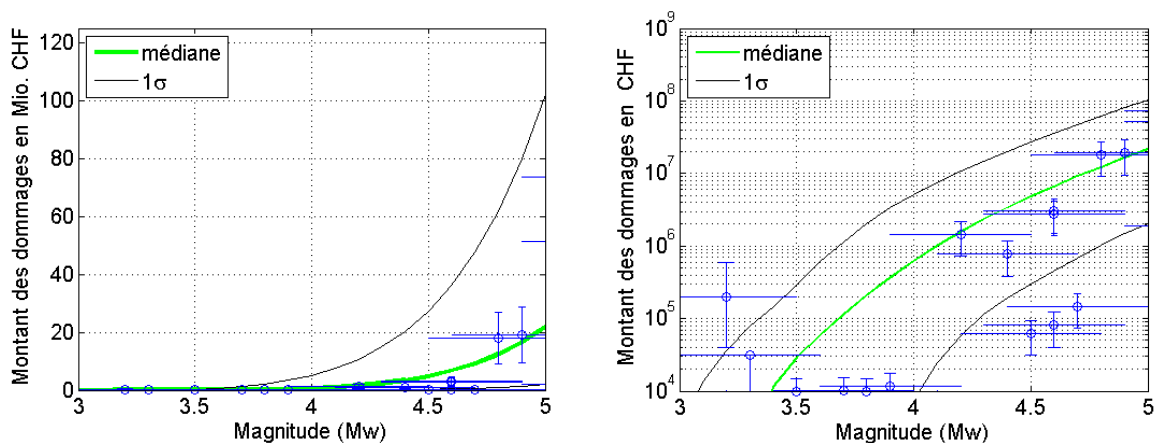 Montant des dommages en Mio. CHF
120
100
80
60
40
20
0
médiane
1σ
3
3.5
4
4.5
5
Magnitude (Mw)
Montant des dommages en CHF
10^9
10^8
10^7
10^6
10^5
10^4
médiane
1σ
3
3.5
4
4.5
5
Magnitude (Mw)